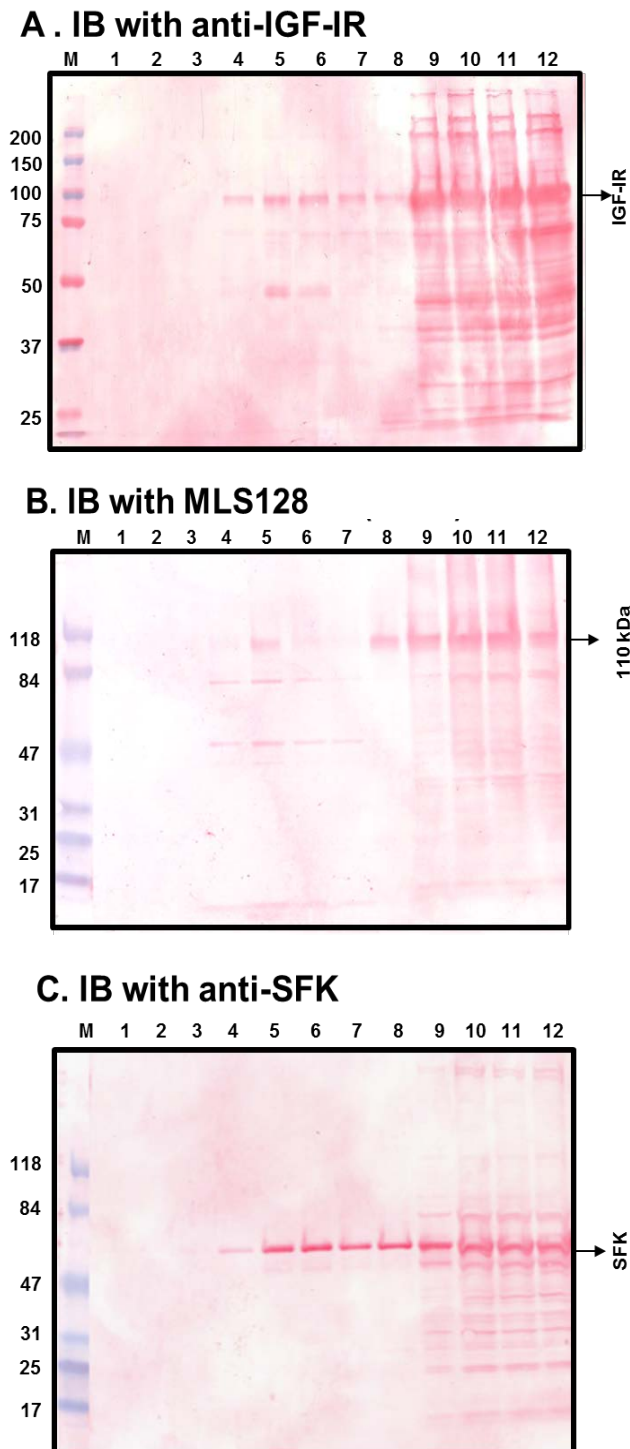 A . IB with anti-IGF-IR
M 1 2 3 4 5 6 7 8 9 10 11 12
200
150
100
75
50
37
25
IGF-IR
B. IB with MLS128
M 1 2 3 4 5 6 7 8 9 10 11 12
118
84
47
31
25
17
110 kDa
C. IB with anti-SFK
M 1 2 3 4 5 6 7 8 9 10 11 12
118
84
47
31
25
17
SFK